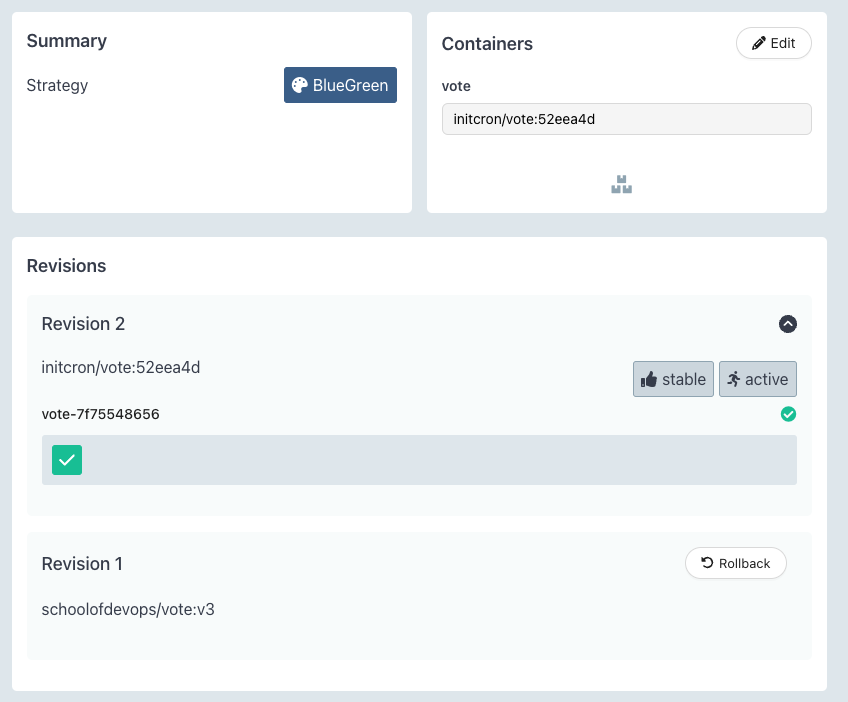 Summary
Strategy
BlueGreen
Containers
Edit
vote
initcron/vote:52eea4d
Revisions
Revision 2
initcron/vote:52eea4d
stable
active
vote-7f75548656
Revision 1
Rollback
schoolofdevops/vote:v3